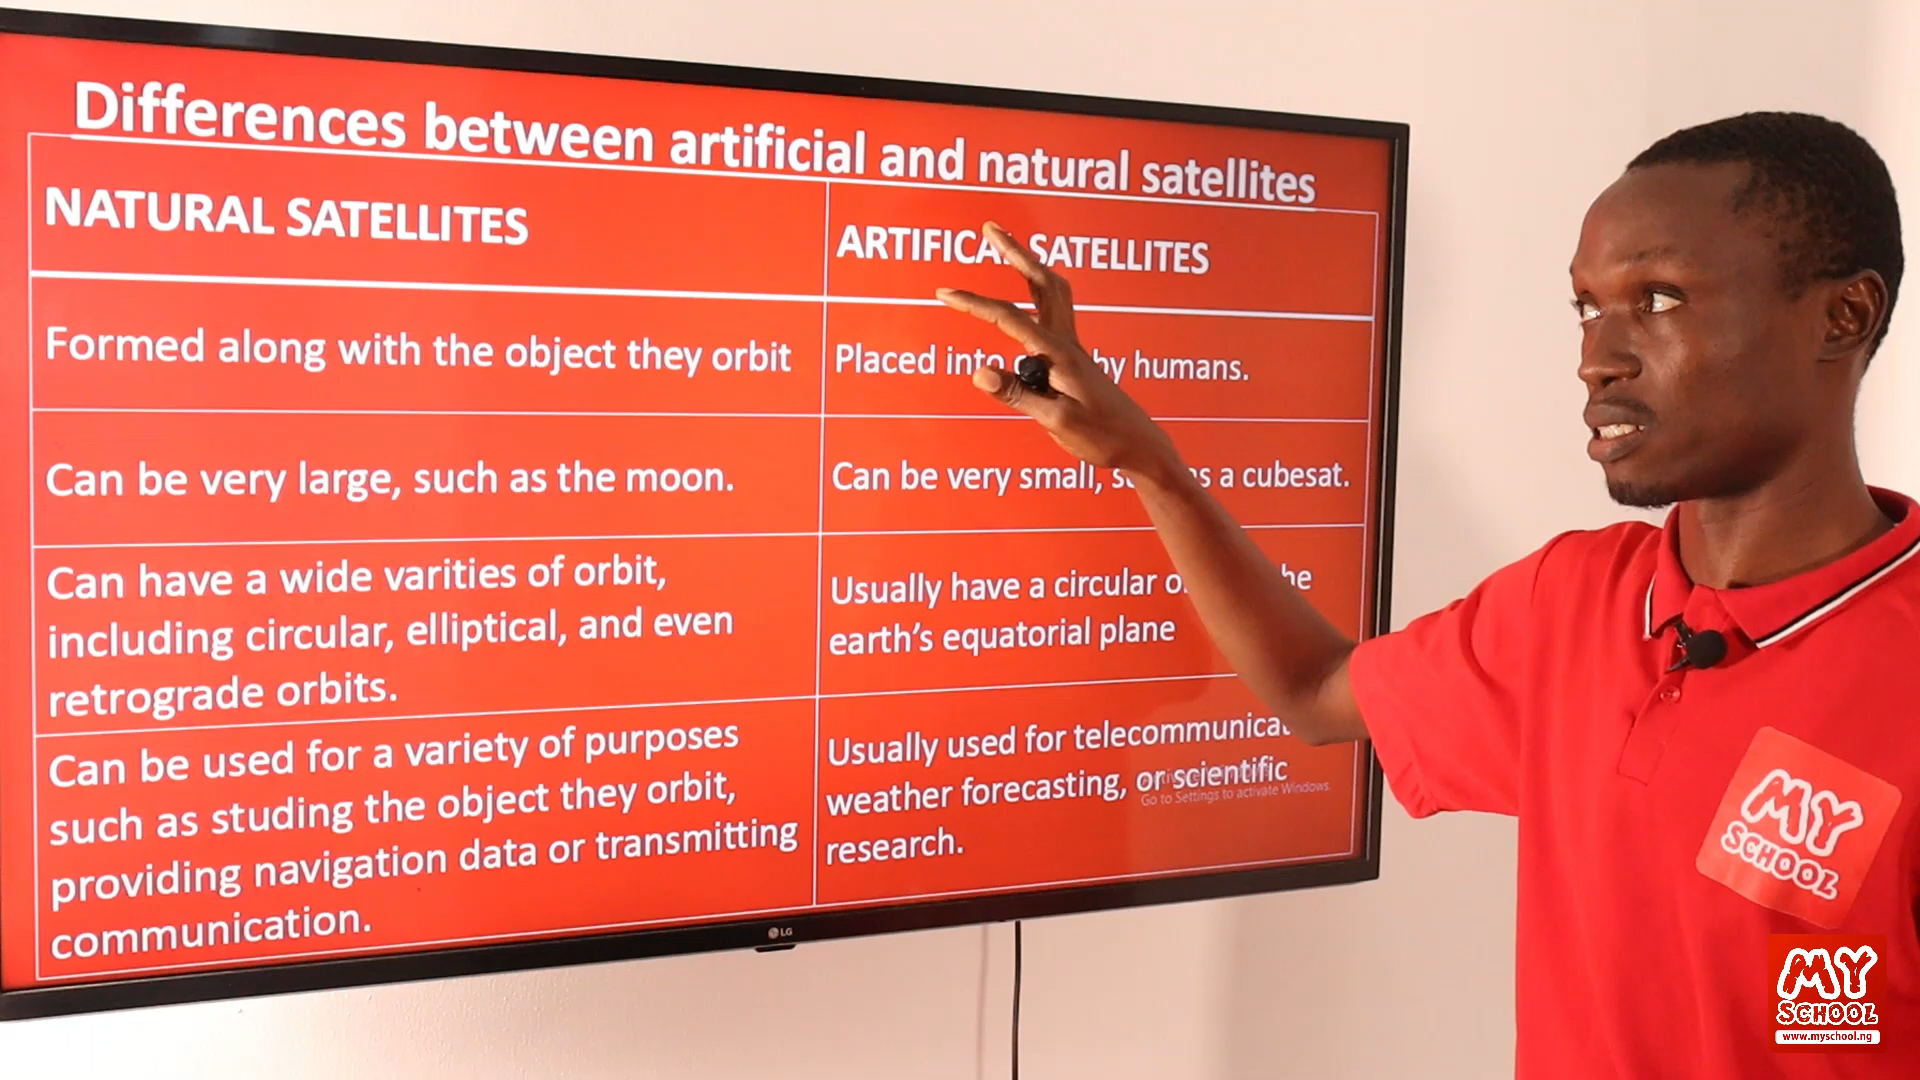 Differences between artificial and natural satellites
NATURAL SATELLITES
ARTIFICAL SATELLITES
Formed along with the object they orbit
Placed into by humans.
Can be very large, such as the moon.
Can be very small, as a cubesat.
Can have a wide varities of orbit,
including circular, elliptical, and even
retrograde orbits.
Usually have a circular
earth's equatorial plane
Can be used for a variety of purposes
such as studing the object they orbit,
providing navigation data or transmitting
communication.
Usually used for
weather forecasting, or scientific
research.
Go to Settings to activate Windows.
LG
MY
SCHOOL
MY
SCHOOL
www.myschool.ng